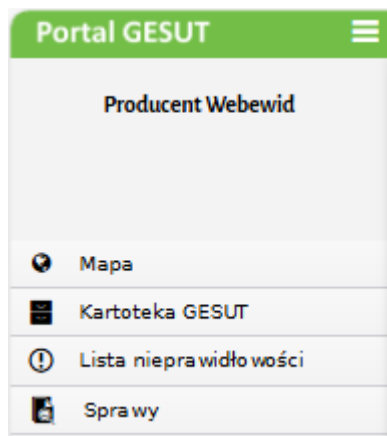 Portal GESUT
Producent Webewid
Mapa
Kartoteka GESUT
Lista nieprawidłowości
Sprawy